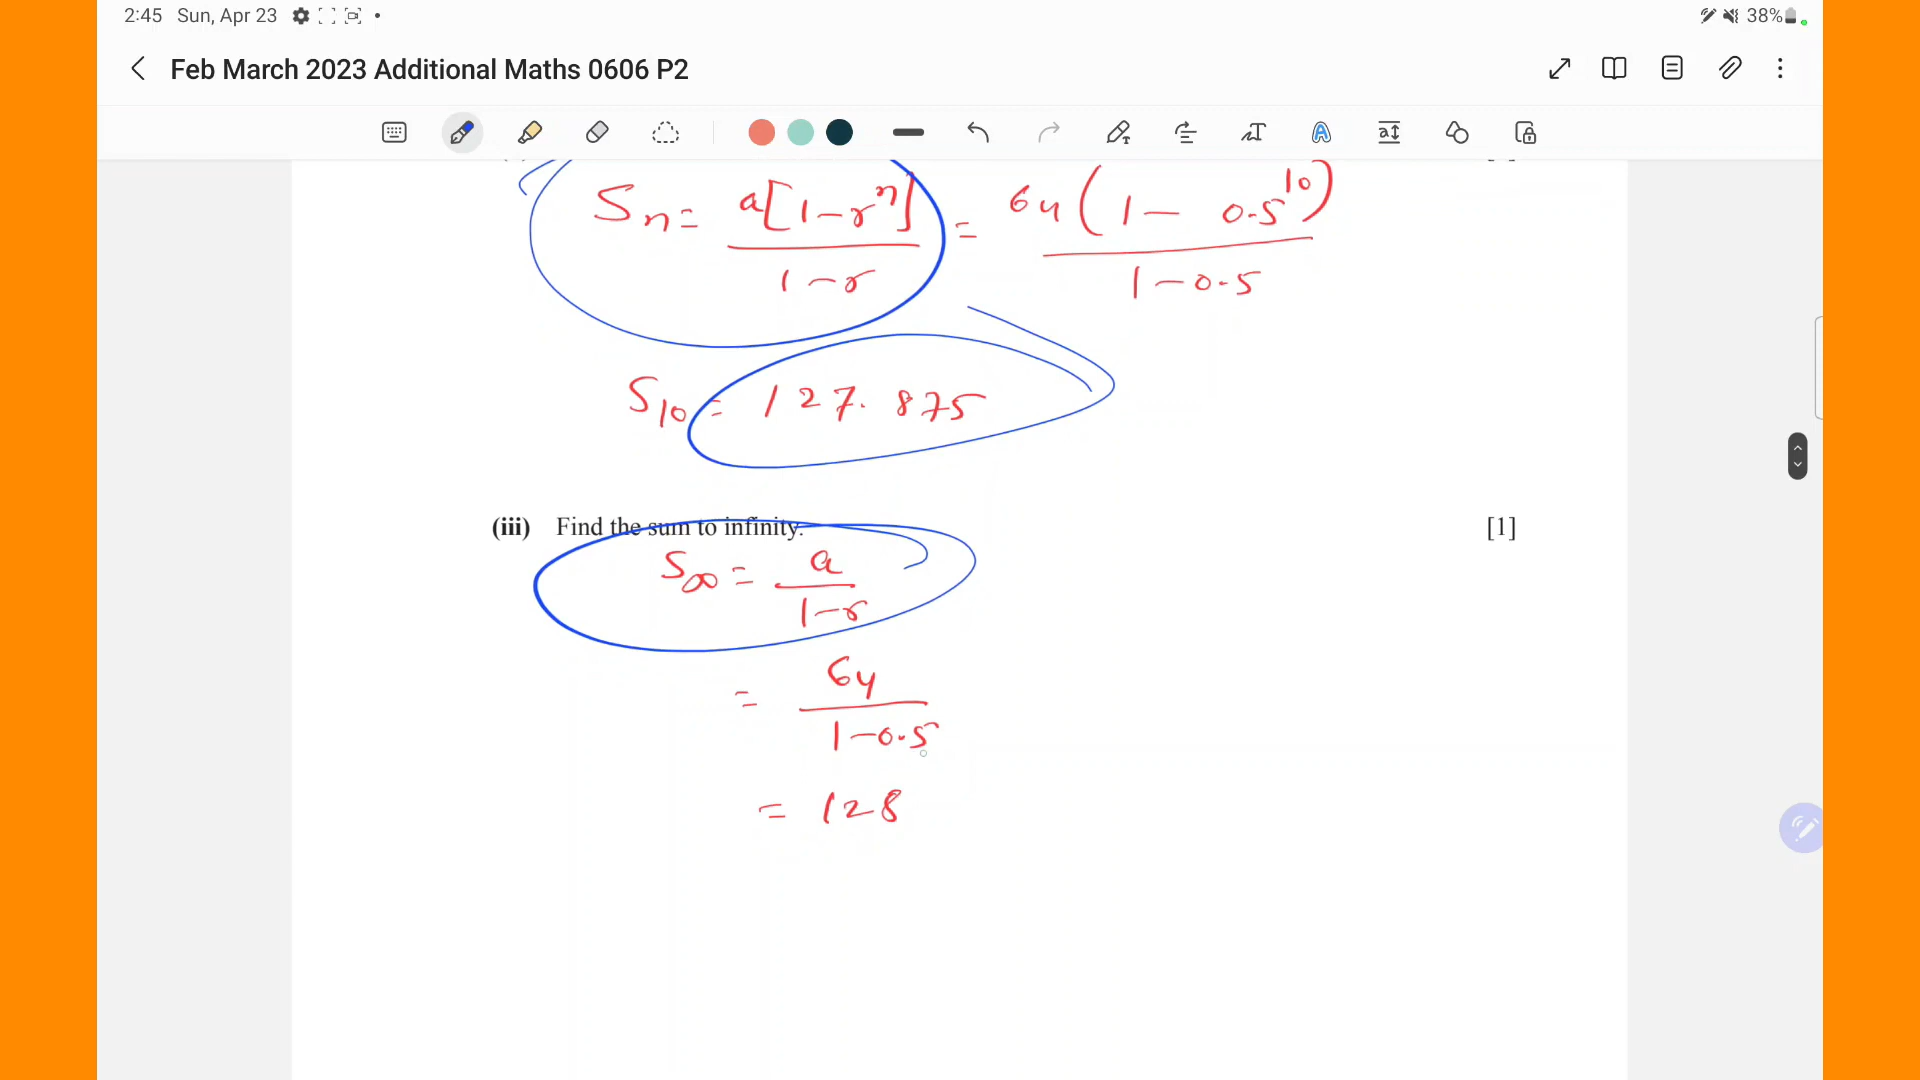 2:45 Sun, Apr 23
38%
Feb March 2023 Additional Maths 0606 P2
Sn = a[1-r^n] / 1-r = 64(1 - 0.5^10) / 1-0.5
S10 = 127.875
(iii) Find the sum to infinity. [1]
S∞ = a / 1-r
= 64 / 1-0.5
= 128